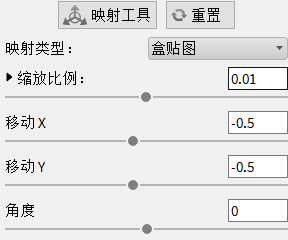 映射工具 重置
映射类型： 盒贴图
缩放比例： 0.01
移动X -0.5
移动Y -0.5
角度 0